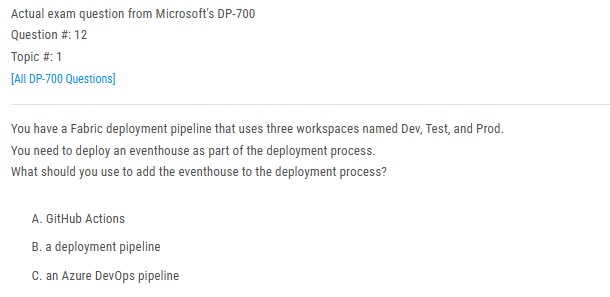 Actual exam question from Microsoft's DP-700
Question #: 12
Topic #: 1
[All DP-700 Questions]
You have a Fabric deployment pipeline that uses three workspaces named Dev, Test, and Prod.
You need to deploy an eventhouse as part of the deployment process.
What should you use to add the eventhouse to the deployment process?
A. GitHub Actions
B. a deployment pipeline
C. an Azure DevOps pipeline